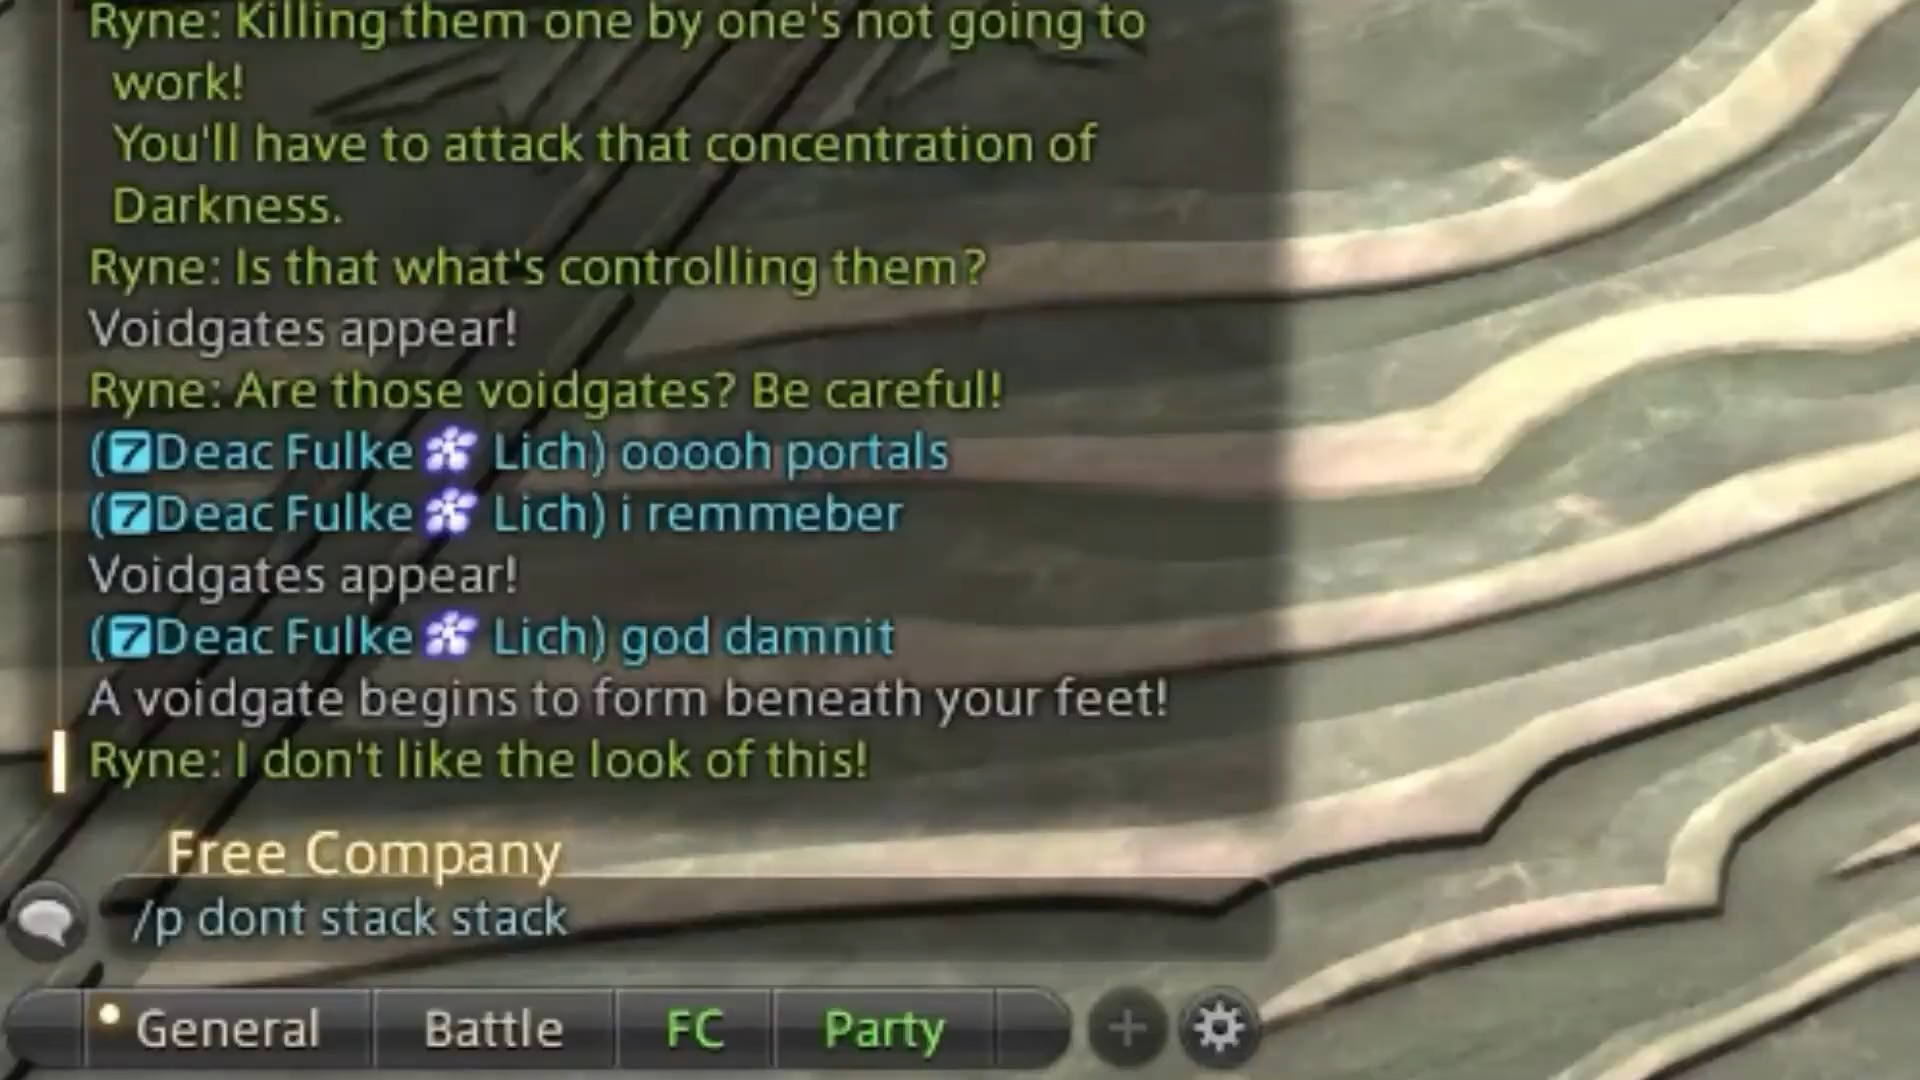 Ryne: Killing them one by one's not going to
work!
You'll have to attack that concentration of
Darkness.
Ryne: Is that what's controlling them?
Voidgates appear!
Ryne: Are those voidgates? Be careful!
(7Deac Fulke Lich) ooooh portals
(7Deac Fulke Lich) i remmeber
Voidgates appear!
(7Deac Fulke Lich) god damnit
A voidgate begins to form beneath your feet!
Ryne: I don't like the look of this!
Free Company
/p dont stack stack
General Battle FC Party